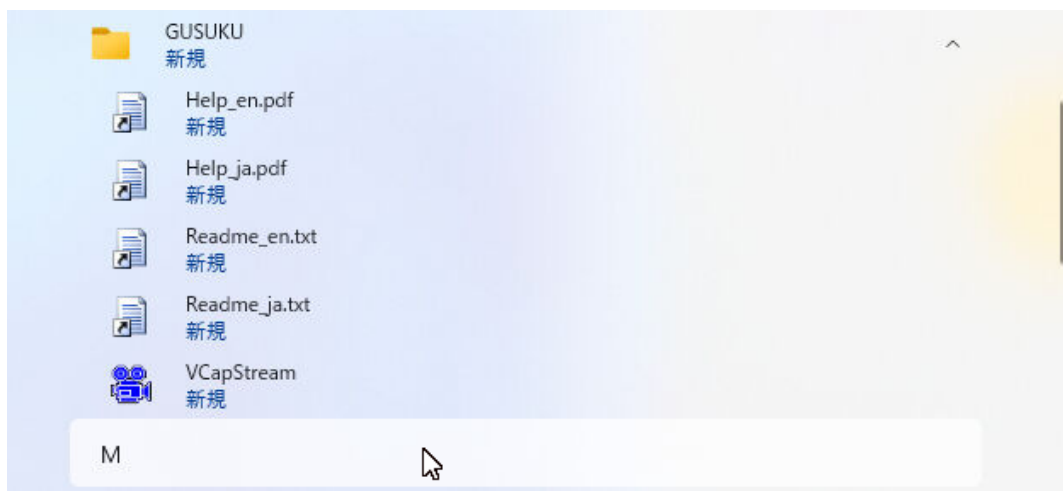 GUSUKU
新規
Help_en.pdf
新規
Help_ja.pdf
新規
Readme_en.txt
新規
Readme_ja.txt
新規
VCapStream
新規
M